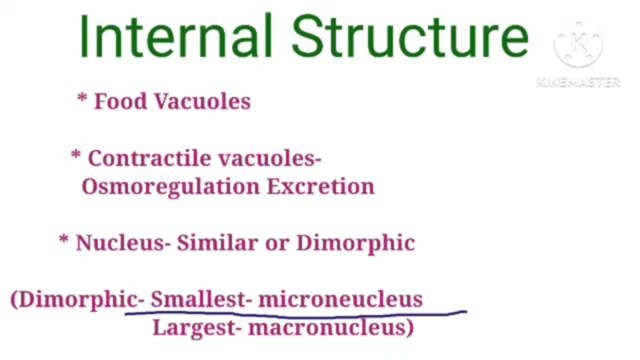 Internal Structure
K
KINEMASTER
* Food Vacuoles
* Contractile vacuoles-
Osmoregulation Excretion
* Nucleus- Similar or Dimorphic
(Dimorphic- Smallest- microneucleus
Largest- macronucleus)